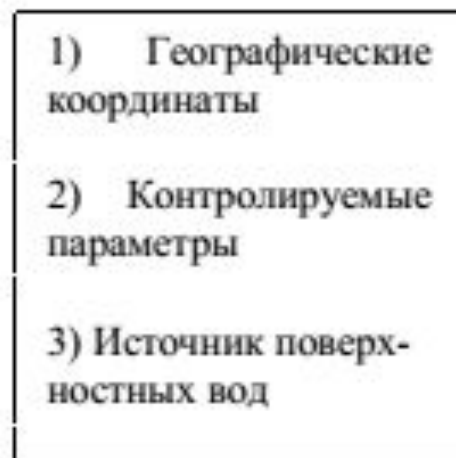 1) Географические
координаты
2) Контролируемые
параметры
3) Источник поверх-
ностных вод